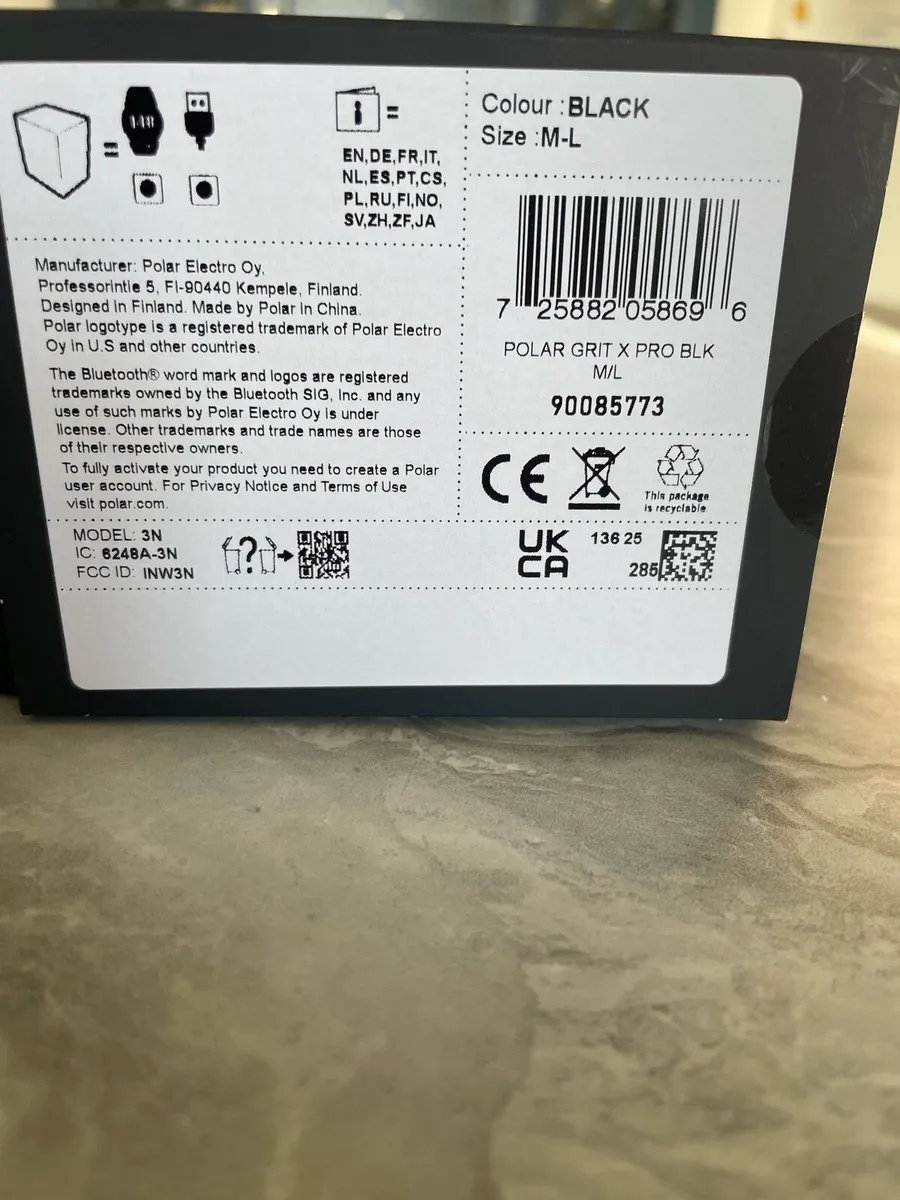 EN,DE,FR,IT,
NL,ES,PT,CS,
PL,RU,FI,NO,
SV,ZH,ZF,JA
Colour : BLACK
Size : M-L
7 25882 05869 6
POLAR GRIT X PRO BLK
M/L
90085773
Manufacturer: Polar Electro Oy,
Professorintie 5, FI-90440 Kempele, Finland.
Designed in Finland. Made by Polar in China.
Polar logotype is a registered trademark of Polar Electro
Oy in U.S and other countries.
The Bluetooth® word mark and logos are registered
trademarks owned by the Bluetooth SIG, Inc. and any
use of such marks by Polar Electro Oy is under
license. Other trademarks and trade names are those
of their respective owners.
To fully activate your product you need to create a Polar
user account. For Privacy Notice and Terms of Use
visit polar.com.
CE
This package
is recyclable
MODEL: 3N
IC: 6248A-3N
FCC ID: INW3N
UK
CA
136 25
285